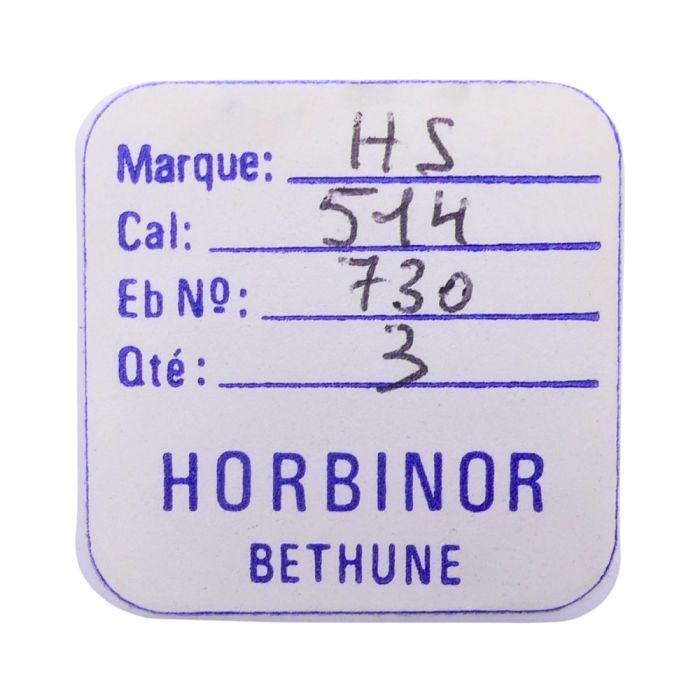 Marque: HS
Cal: 514
Eb Nº: 730
Qté: 3
HORBINOR
BETHUNE